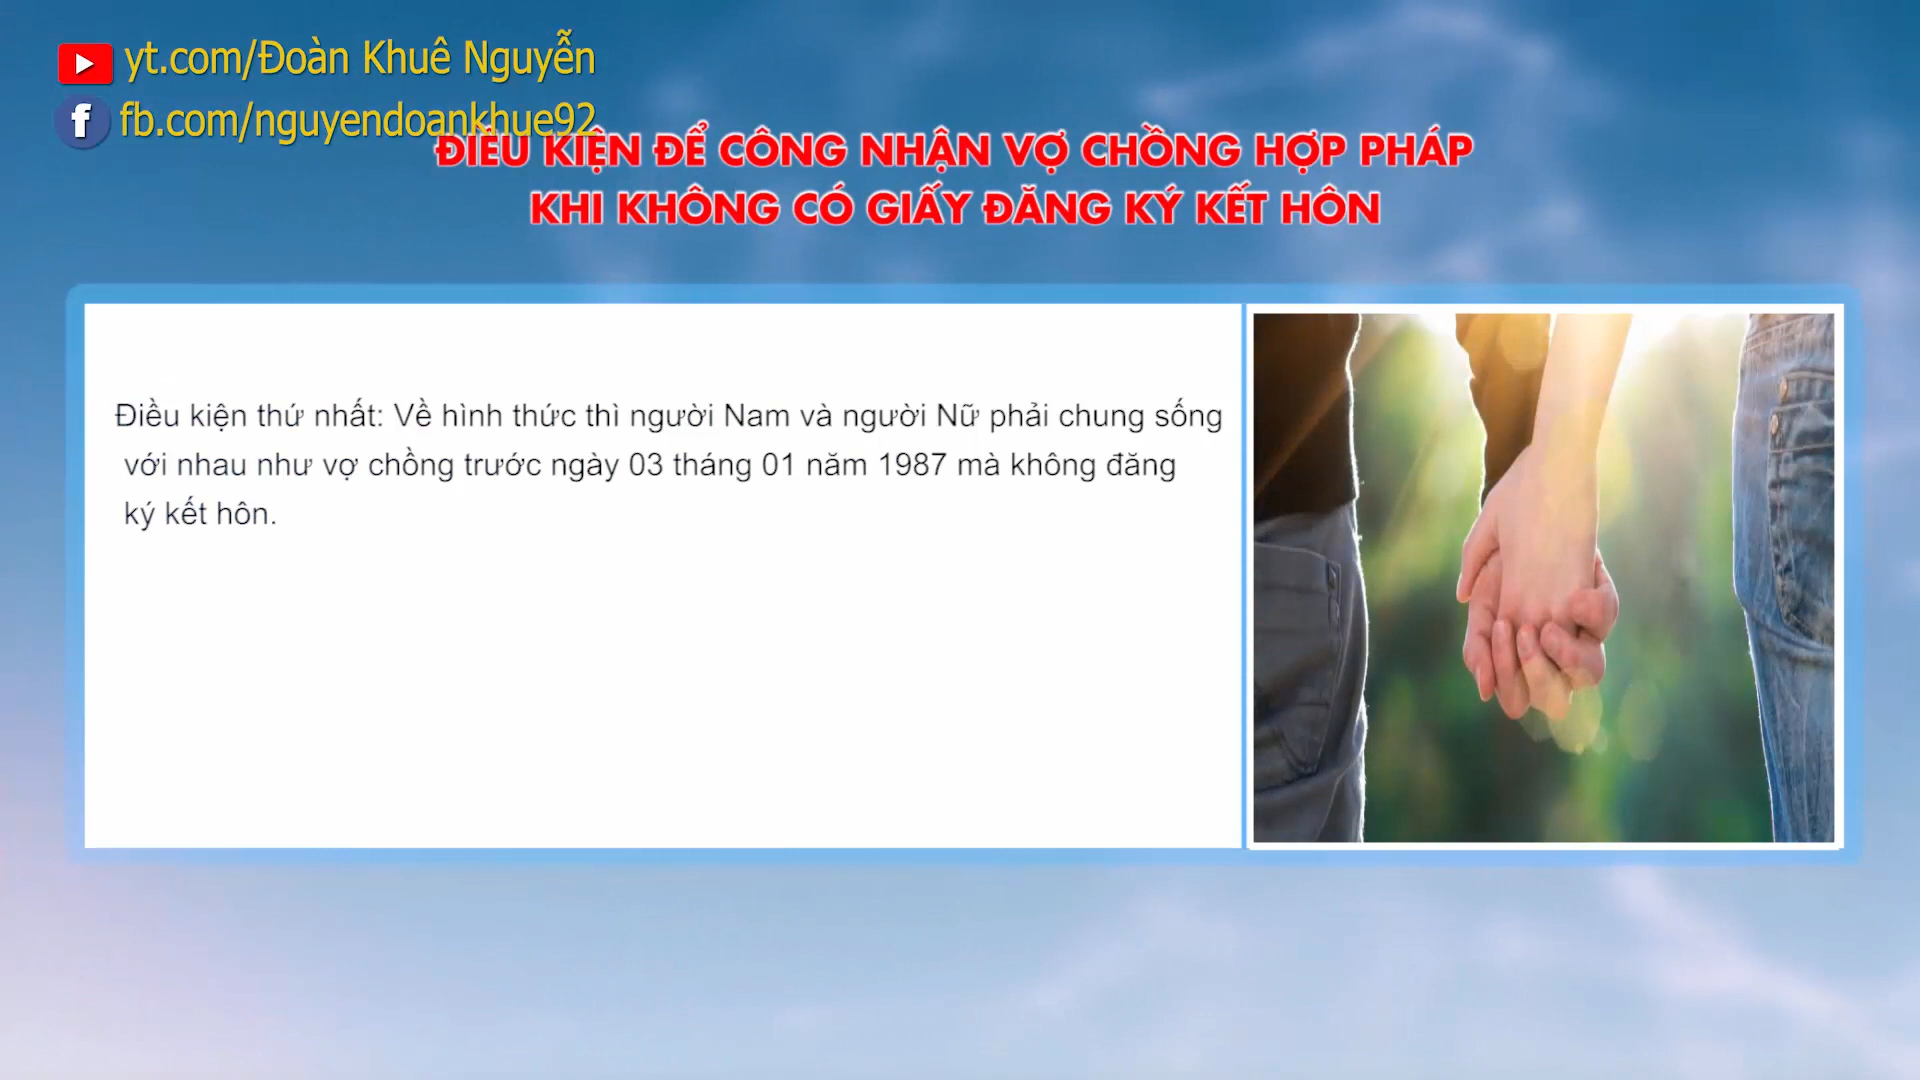 yt.com/Đoàn Khuê Nguyễn
fb.com/nguyendoankhue92
ĐIỀU KIỆN ĐỂ CÔNG NHẬN VỢ CHỒNG HỢP PHÁP
KHI KHÔNG CÓ GIẤY ĐĂNG KÝ KẾT HÔN
Điều kiện thứ nhất: Về hình thức thì người Nam và người Nữ phải chung sống
với nhau như vợ chồng trước ngày 03 tháng 01 năm 1987 mà không đăng
ký kết hôn.